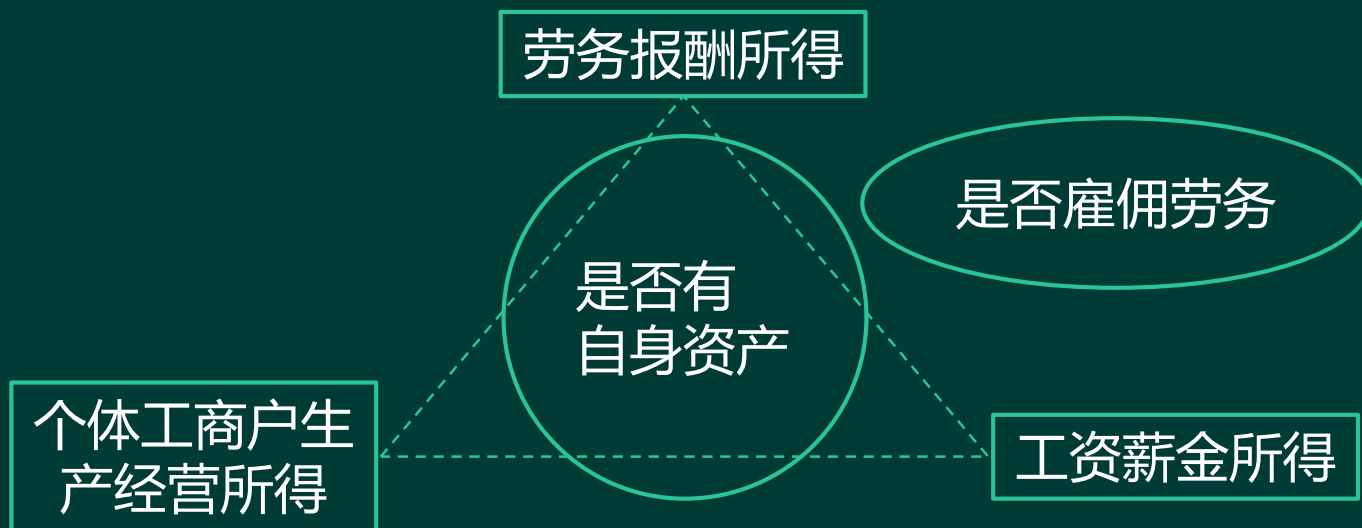 劳务报酬所得
是否雇佣劳务
是否有
自身资产
个体工商户生
产经营所得
工资薪金所得